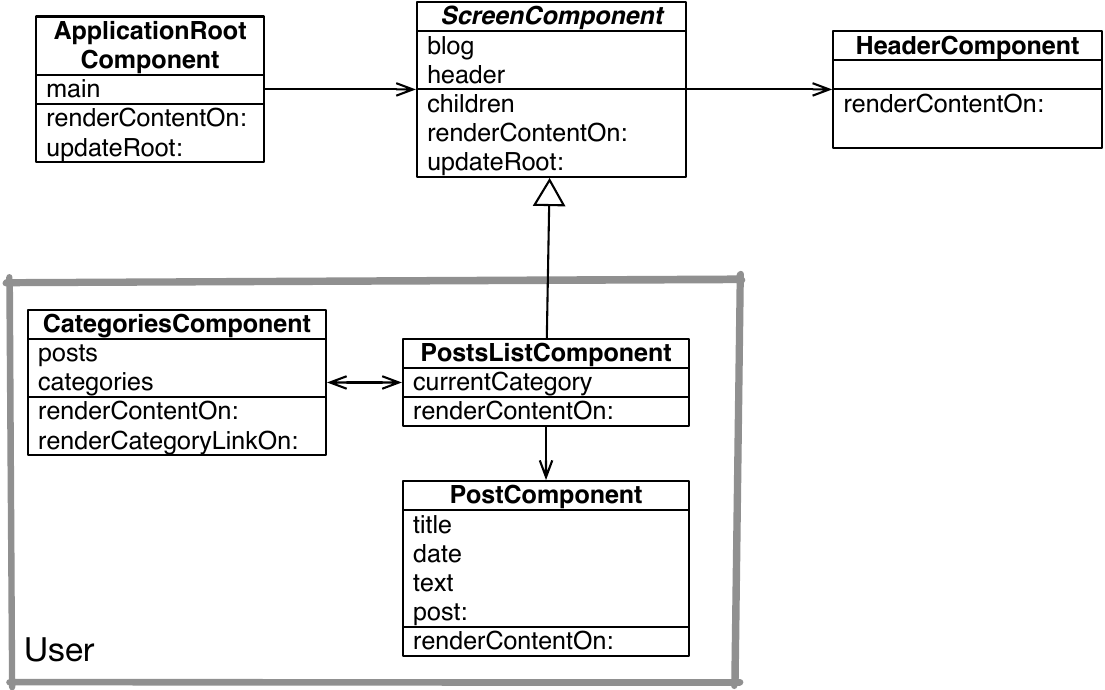 ApplicationRoot
Component
main
renderContentOn:
updateRoot:
ScreenComponent
blog
header
children
renderContentOn:
updateRoot:
HeaderComponent
renderContentOn:
CategoriesComponent
posts
categories
renderContentOn:
renderCategoryLinkOn:
PostsListComponent
currentCategory
renderContentOn:
PostComponent
title
date
text
post:
renderContentOn:
User